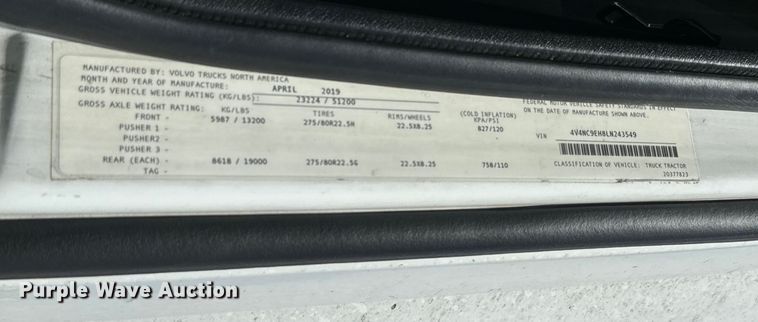 MANUFACTURED BY: VOLVO TRUCKS NORTH AMERICA
MONTH AND YEAR OF MANUFACTURE: APRIL 2019
GROSS VEHICLE WEIGHT RATING (KG/LBS) 23224 / 51200
GROSS AXLE WEIGHT RATING: KG/LBS TIRES RIMS/WHEELS (COLD INFLATION) KPA/PSI
FRONT - 5987 / 13200 275/80R22.5H 22.5X8.25 827/120
PUSHER 1 -
PUSHER2 - -
PUSHER 3 -
REAR (EACH) - 8618 / 19000 275/80R22.5G 22.5X8.25 758/110
TAG -
FEDERAL MOTOR VEHICLE SAFETY STANDARDS IN EFFECT
ON THE DATE OF MANUFACTURE SHOWN ABOVE.
VIN 4V4NC9EH8LN243549
CLASSIFICATION OF VEHICLE: TRUCK TRACTOR
20377823
Purple Wave Auction